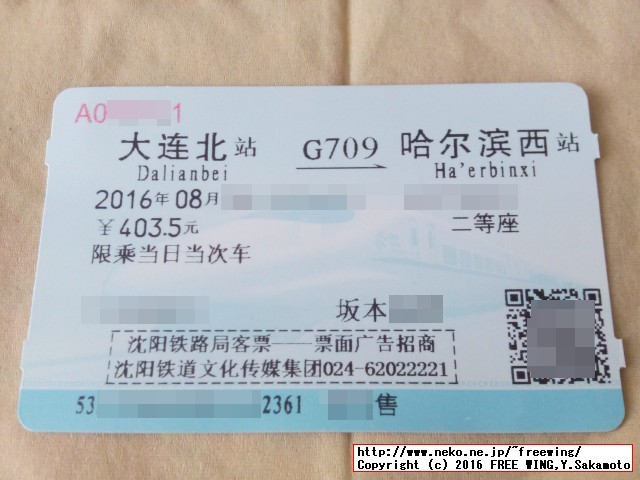 A0 1
大连北站 G709 哈尔滨西站
Dalianbei Ha'erbinxi
2016年08月
￥403.5元 二等座
限乘当日当次车
坂本
沈阳铁路局客票——票面广告招商
沈阳铁道文化传媒集团024-62022221
53 2361 售
http://www.neko.ne.jp/~freewing/
Copyright (c) 2016 FREE WING,Y.Sakamoto